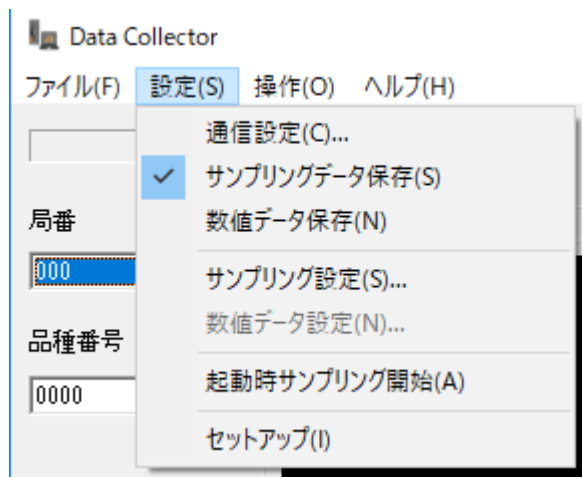 Data Collector
ファイル(F) 設定(S) 操作(O) ヘルプ(H)
通信設定(C)...
サンプリングデータ保存(S)
数値データ保存(N)
サンプリング設定(S)...
数値データ設定(N)...
起動時サンプリング開始(A)
セットアップ(I)
局番
000
品種番号
0000